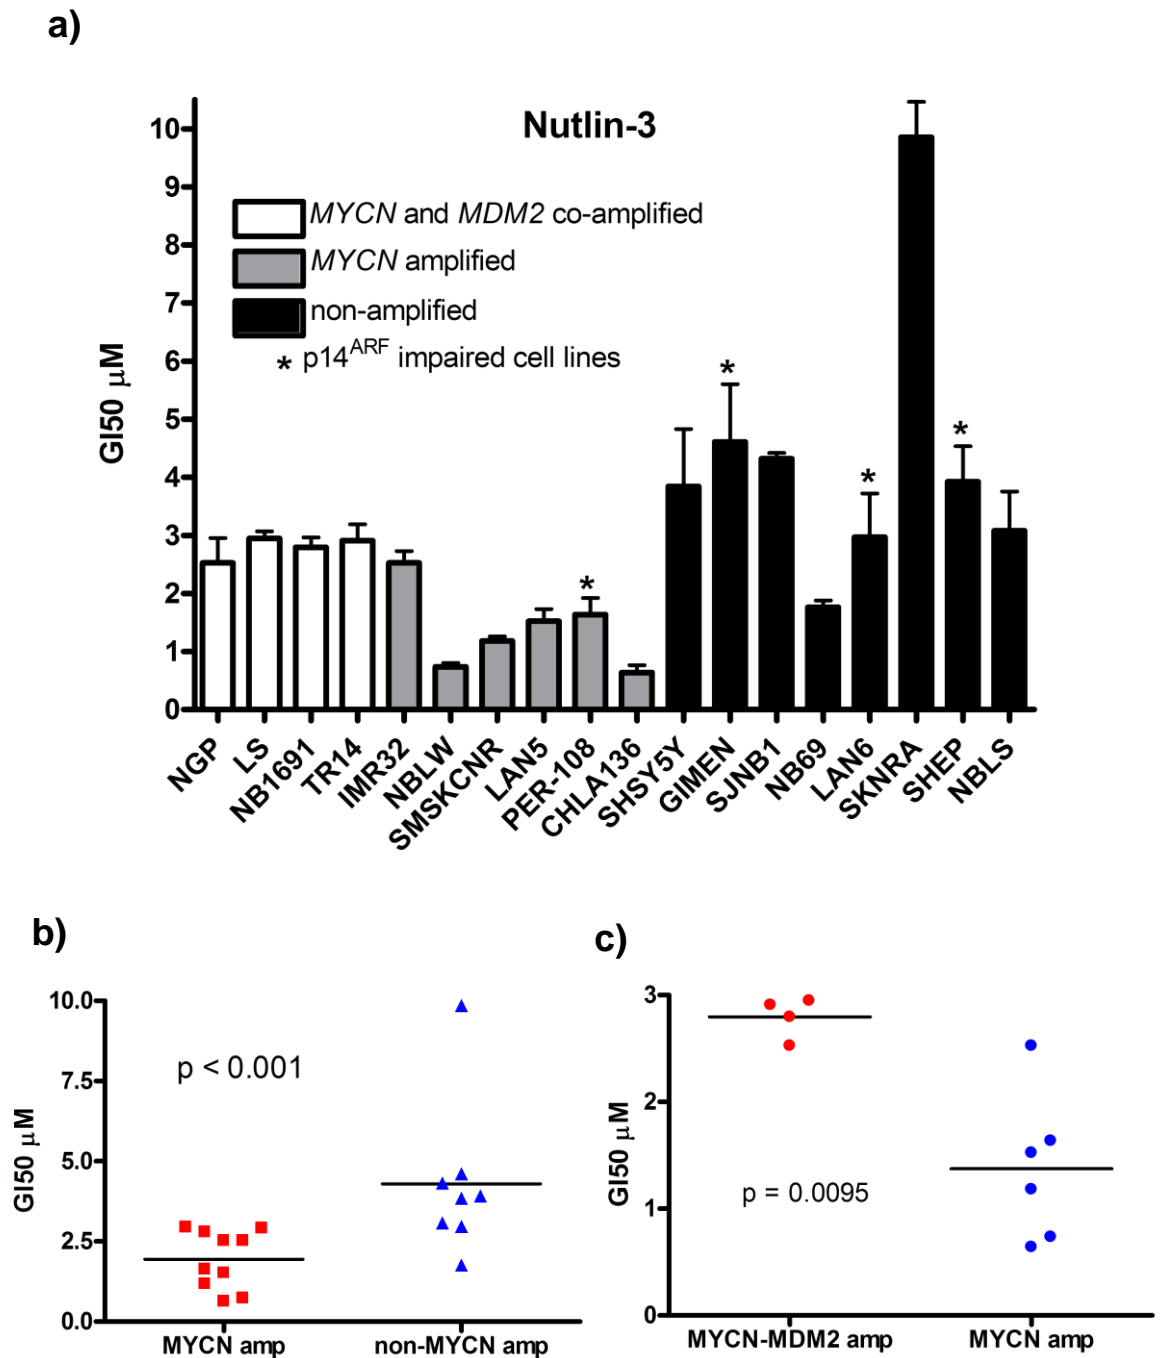 a)
Nutlin-3
MYCN and MDM2 co-amplified
MYCN amplified
non-amplified
* p14ARF impaired cell lines
GI50 μM
10
9
8
7
6
5
4
3
2
1
0
* * * *
*
NGP LS NB1691 TR14 IMR32 NBLW SMSKCNR LAN5 PER-108 CHLA136 SHSY5Y GIMEN SJNB1 NB69 LAN6 SKNRA SHEP NBLS
b)
GI50 μM
10.0
7.5
5.0
2.5
0.0
p < 0.001
MYCN amp non-MYCN amp
c)
GI50 μM
3
2
1
0
p = 0.0095
MYCN-MDM2 amp MYCN amp